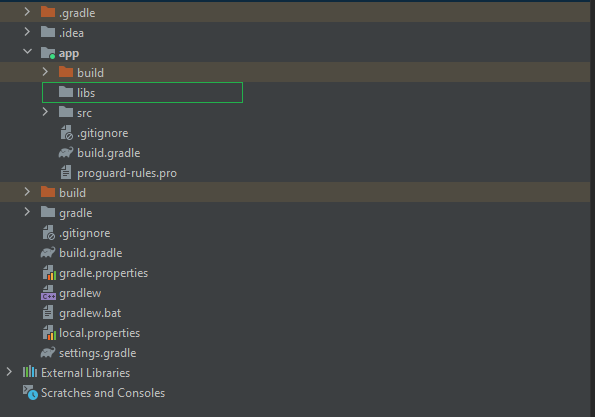 .gradle
.idea
app
build
libs
src
.gitignore
build.gradle
proguard-rules.pro
build
gradle
.gitignore
build.gradle
gradle.properties
C++ gradlew
gradlew.bat
local.properties
settings.gradle
External Libraries
Scratches and Consoles